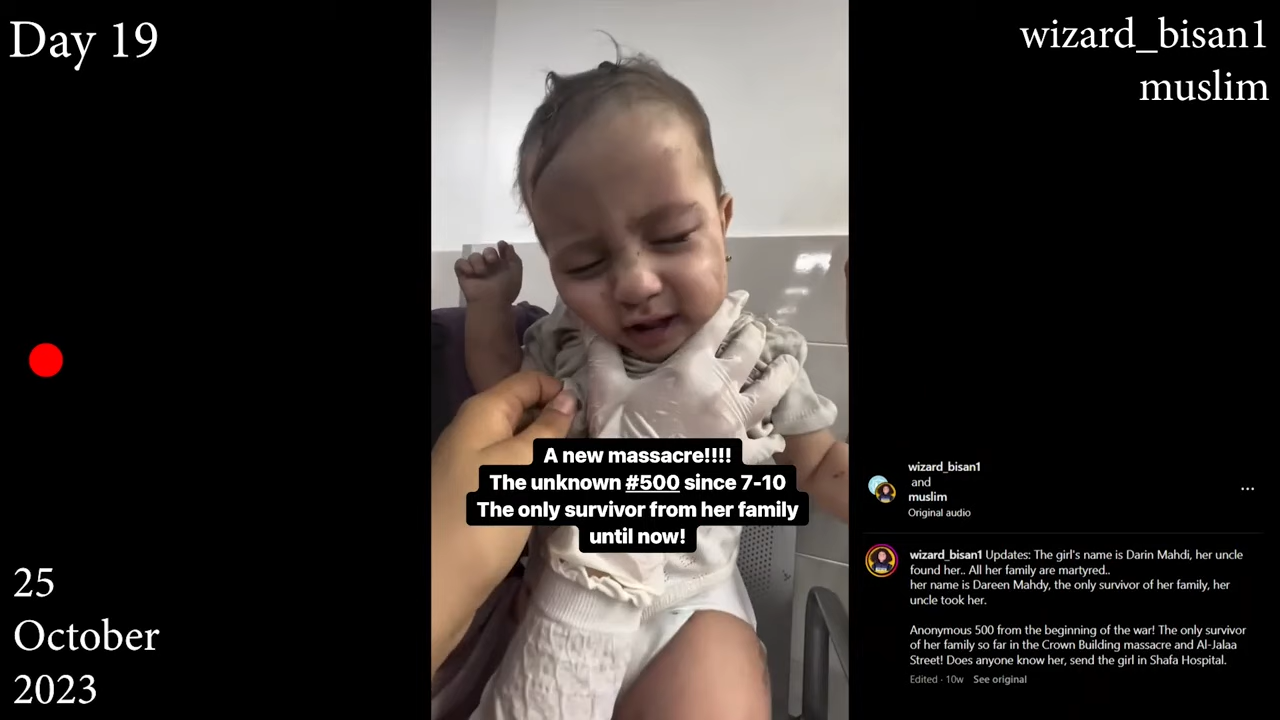 Day 19
wizard_bisan1
muslim
A new massacre!!!!
The unknown #500 since 7-10
The only survivor from her family
until now!
25
October
2023
wizard_bisan1
and
muslim
Original audio
...
wizard_bisan1 Updates: The girl's name is Darin Mahdi, her uncle
found her.. All her family are martyred..
her name is Dareen Mahdy, the only survivor of her family, her
uncle took her.
Anonymous 500 from the beginning of the war! The only survivor
of her family so far in the Crown Building massacre and Al-Jalaa
Street! Does anyone know her, send the girl in Shafa Hospital.
Edited · 10w See original